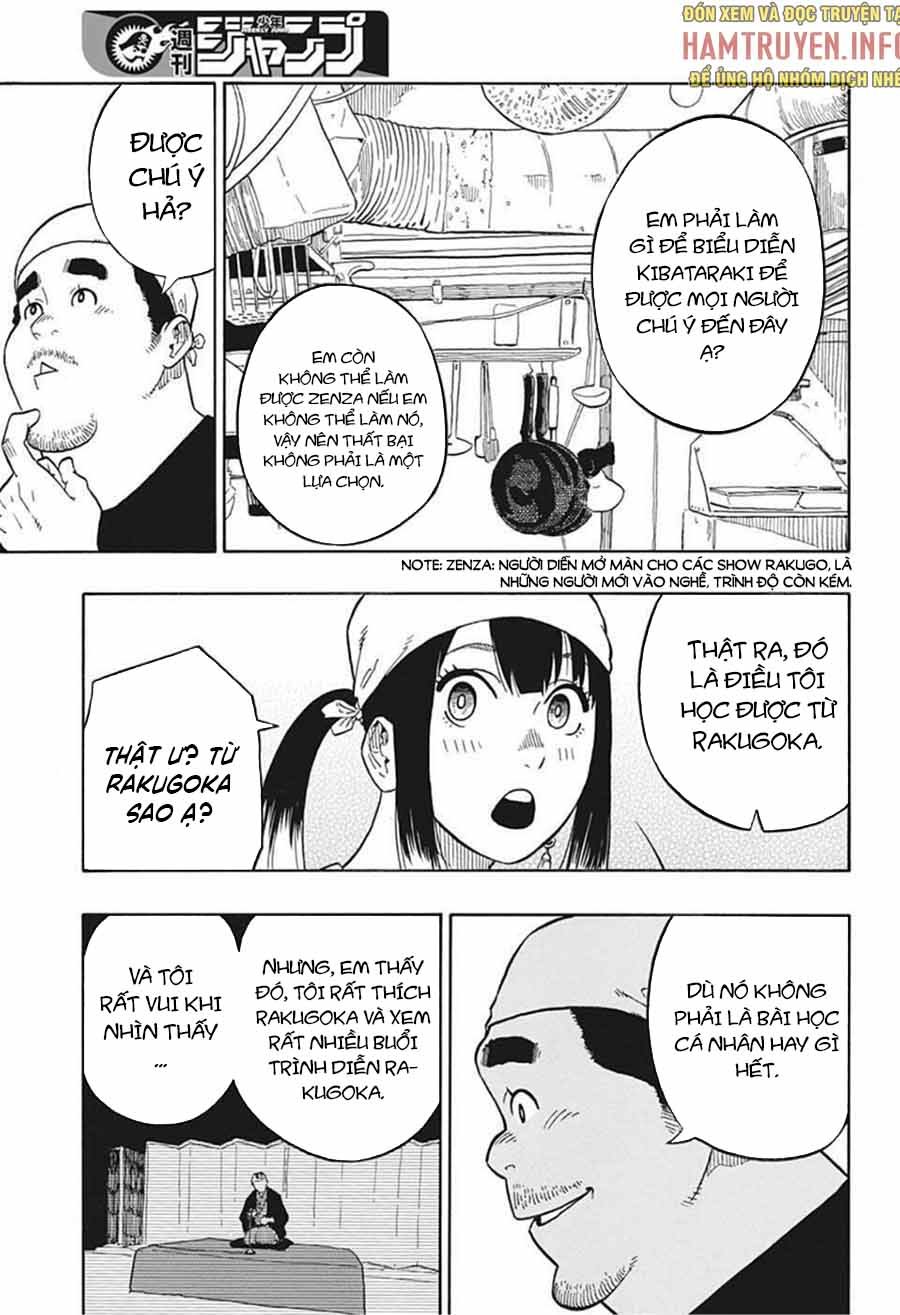 少年
WEEKLY JUMP
週刊
ジャンプ
ĐÓN XEM VÀ ĐỌC TRUYỆN TẠ
HAMTRUYEN.INFO
ĐỂ ỦNG HỘ NHÓM DỊCH NHÉ
EM PHẢI LÀM
GÌ ĐỂ BIỂU DIỄN
KIBATARAKI ĐỂ
ĐƯỢC MỌI NGƯỜI
CHÚ Ý ĐẾN ĐÂY
Ạ?
EM CÒN
KHÔNG THỂ LÀM
ĐƯỢC ZENZA NẾU EM
KHÔNG THỂ LÀM NÓ,
VẬY NÊN THẤT BẠI
KHÔNG PHẢI LÀ MỘT
LỰA CHỌN.
ĐƯỢC
CHÚ Ý
HẢ?
NOTE: ZENZA: NGƯỜI DIỄN MỞ MÀN CHO CÁC SHOW RAKUGO, LÀ
NHỮNG NGƯỜI MỚI VÀO NGHỀ, TRÌNH ĐỘ CÒN KÉM.
THẬT RA, ĐÓ
LÀ ĐIỀU TÔI
HỌC ĐƯỢC TỪ
RAKUGOKA.
THẬT Ư? TỪ
RAKUGOKA
SAO Ạ?
DÙ NÓ KHÔNG
PHẢI LÀ BÀI HỌC
CÁ NHÂN HAY GÌ
HẾT.
NHƯNG, EM THẤY
ĐÓ, TÔI RẤT THÍCH
RAKUGOKA VÀ XEM
RẤT NHIỀU BUỔI
TRÌNH DIỄN RA-
KUGOKA.
VÀ TÔI
RẤT VUI KHI
NHÌN THẤY
...